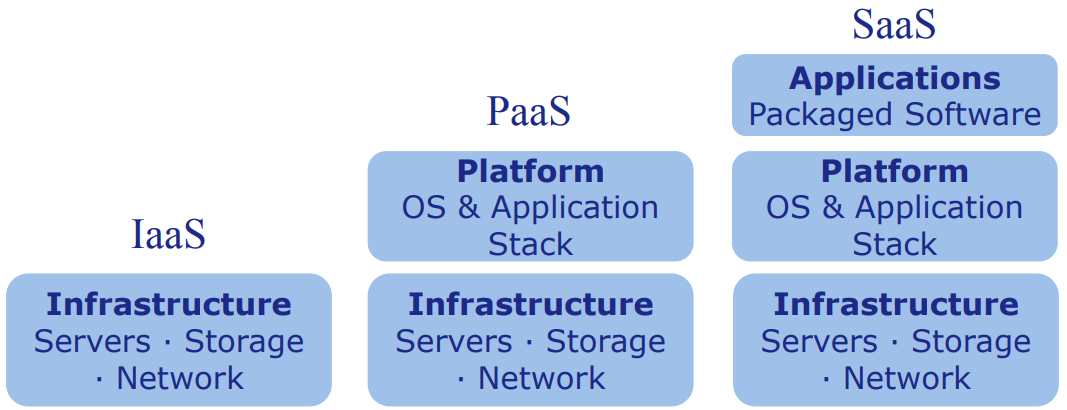 IaaS
Infrastructure
Servers · Storage
· Network
PaaS
Platform
OS & Application
Stack
Infrastructure
Servers · Storage
· Network
SaaS
Applications
Packaged Software
Platform
OS & Application
Stack
Infrastructure
Servers · Storage
· Network